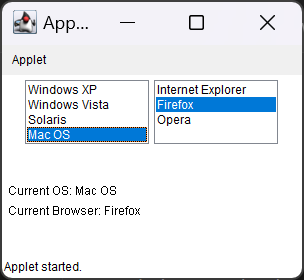 App...
Applet
Windows XP
Windows Vista
Solaris
Mac OS
Internet Explorer
Firefox
Opera
Current OS: Mac OS
Current Browser: Firefox
Applet started.